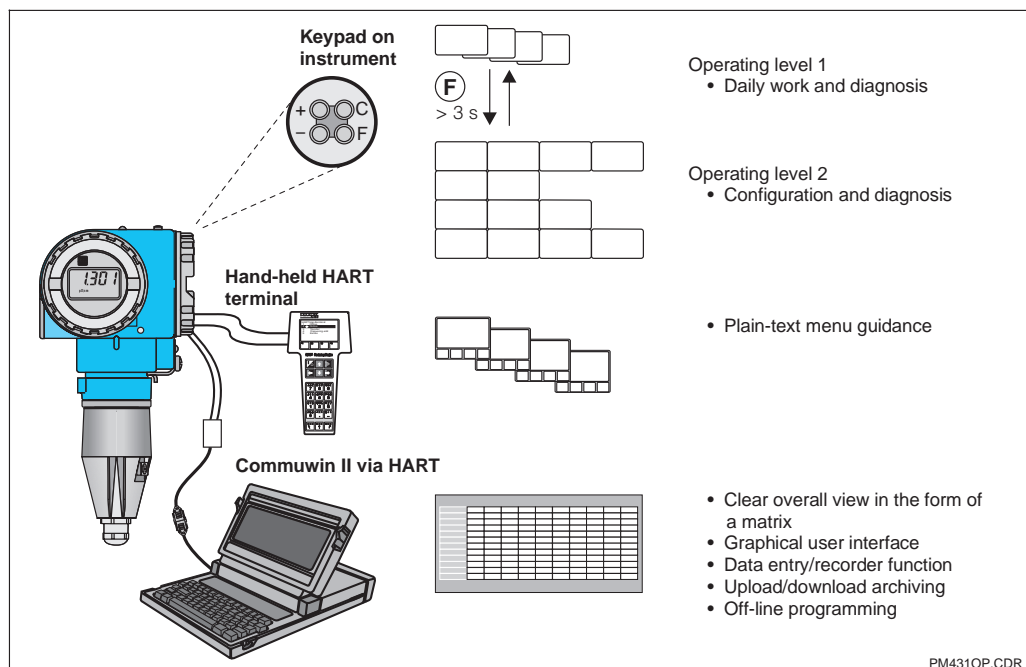 Keypad on
instrument
+ C
− F
F
> 3 s
Operating level 1
• Daily work and diagnosis
Operating level 2
• Configuration and diagnosis
1.301
Hand-held HART
terminal
• Plain-text menu guidance
Commuwin II via HART
• Clear overall view in the form of
a matrix
• Graphical user interface
• Data entry/recorder function
• Upload/download archiving
• Off-line programming
PM431OP.CDR